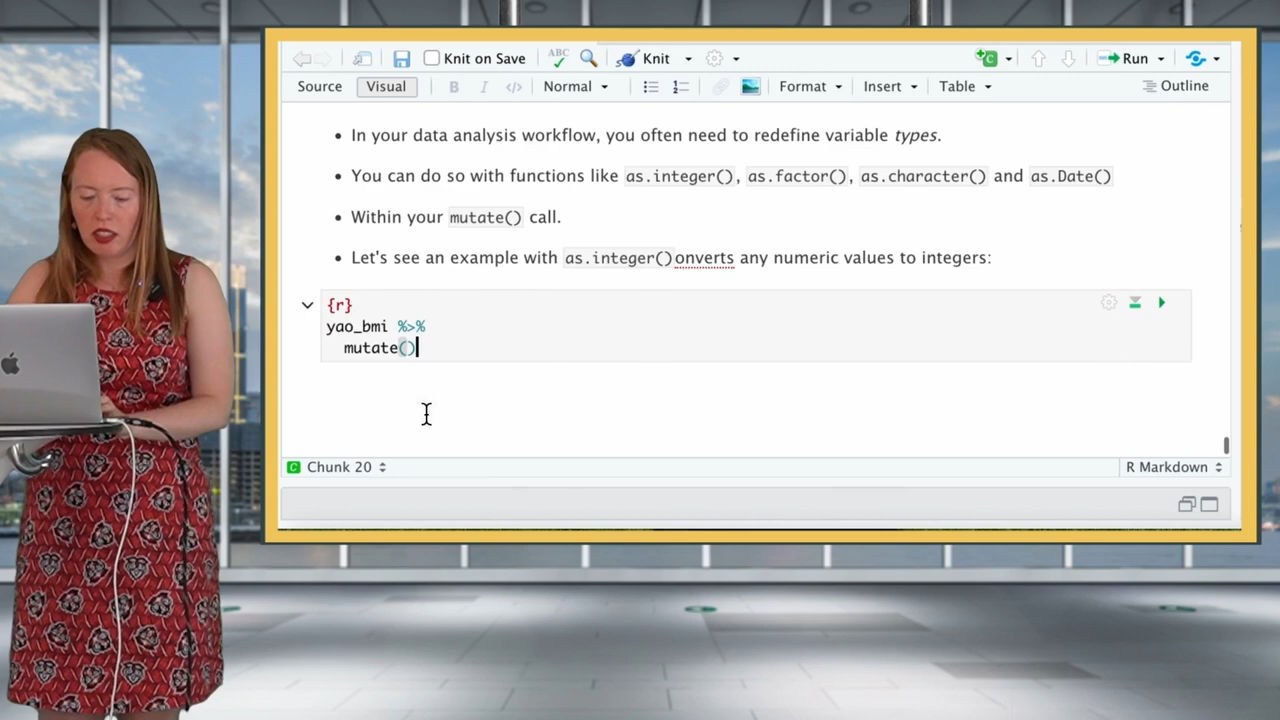 Knit on Save
ABC
Knit
Run
Source
Visual
B
I
</>
Normal
Format
Insert
Table
Outline
In your data analysis workflow, you often need to redefine variable types.
You can do so with functions like as.integer(), as.factor(), as.character() and as.Date()
Within your mutate() call.
Let's see an example with as.integer()onverts any numeric values to integers:
{r}
yao_bmi %>%
mutate()
C Chunk 20
R Markdown